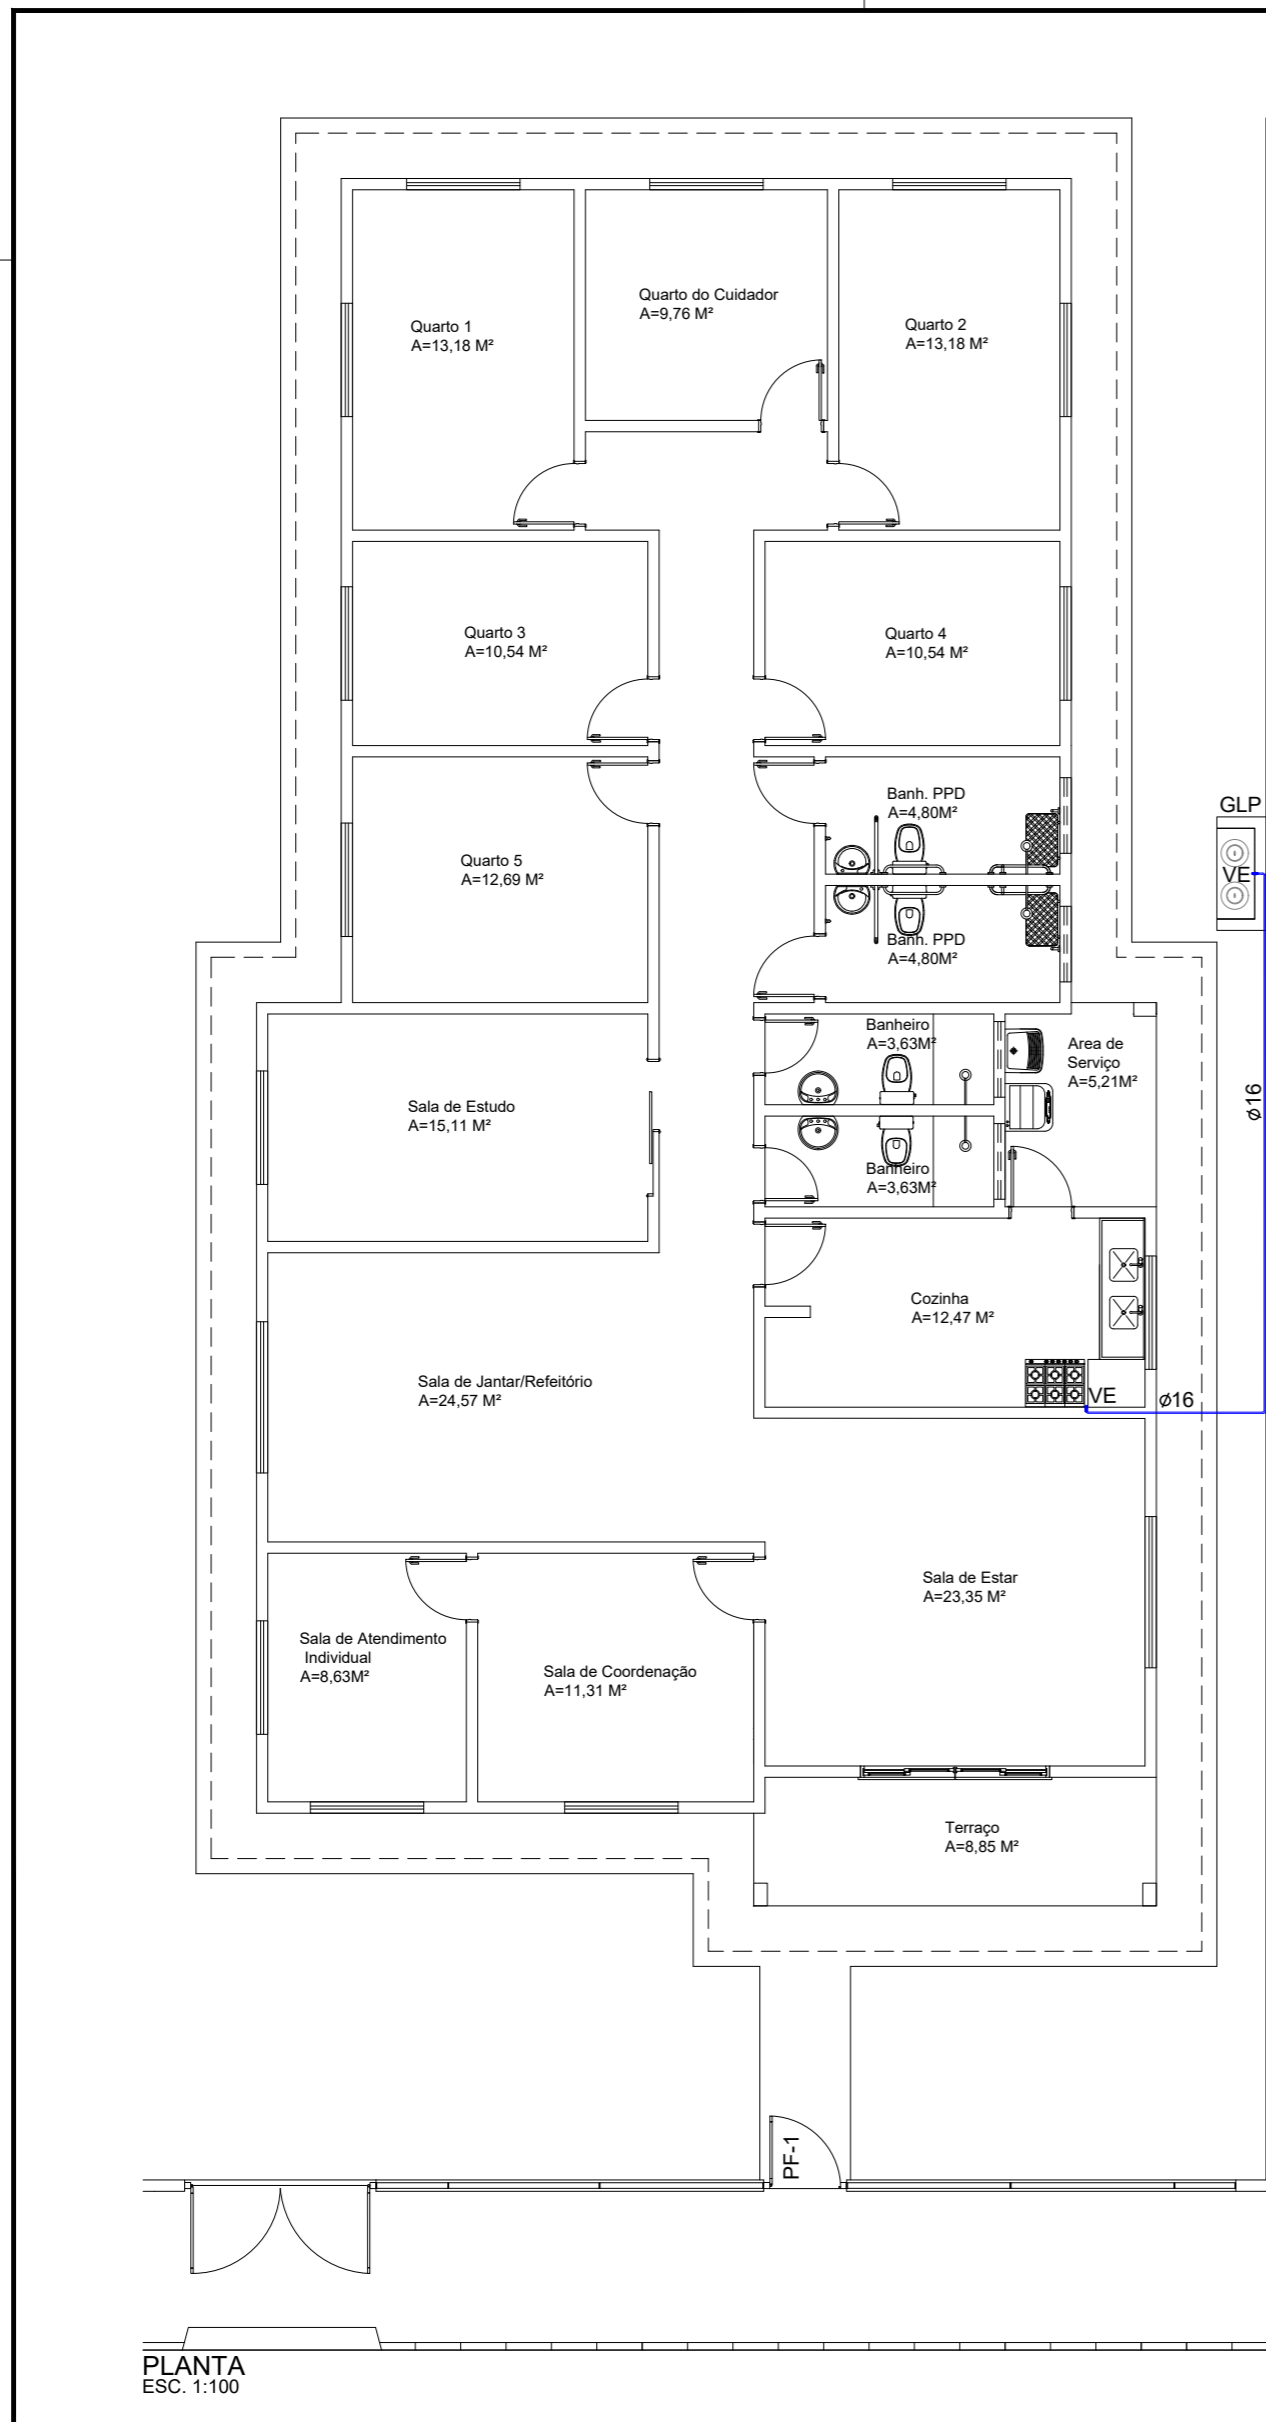 Quarto do Cuidador
A=9,76 M²
Quarto 1
A=13,18 M²
Quarto 2
A=13,18 M²
Quarto 3
A=10,54 M²
Quarto 4
A=10,54 M²
Banh. PPD
A=4,80M²
GLP
VE
Quarto 5
A=12,69 M²
Banh. PPD
A=4,80M²
Banheiro
A=3,63M²
Area de
Serviço
A=5,21M²
ø16
Sala de Estudo
A=15,11 M²
Banheiro
A=3,63M²
Cozinha
A=12,47 M²
Sala de Jantar/Refeitório
A=24,57 M²
VE
ø16
Sala de Estar
A=23,35 M²
Sala de Atendimento
Individual
A=8,63M²
Sala de Coordenação
A=11,31 M²
Terraço
A=8,85 M²
PF-1
PLANTA
ESC. 1:100